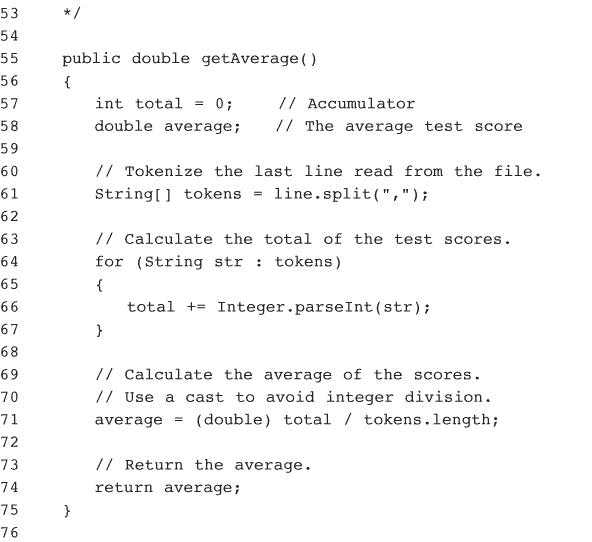 53 */
54
55 public double getAverage()
56 {
57 int total = 0; // Accumulator
58 double average; // The average test score
59
60 // Tokenize the last line read from the file.
61 String[] tokens = line.split(",");
62
63 // Calculate the total of the test scores.
64 for (String str : tokens)
65 {
66 total += Integer.parseInt(str);
67 }
68
69 // Calculate the average of the scores.
70 // Use a cast to avoid integer division.
71 average = (double) total / tokens.length;
72
73 // Return the average.
74 return average;
75 }
76